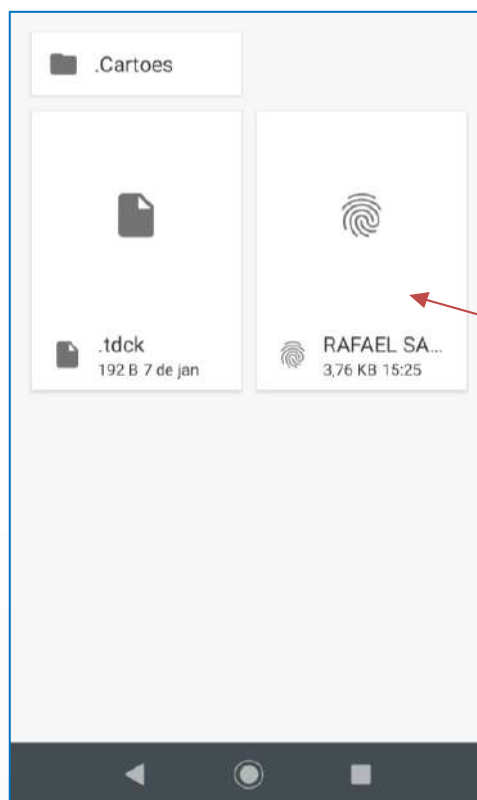 .Cartoes
.tdck
192 B 7 de jan
RAFAEL SA...
3,76 KB 15:25